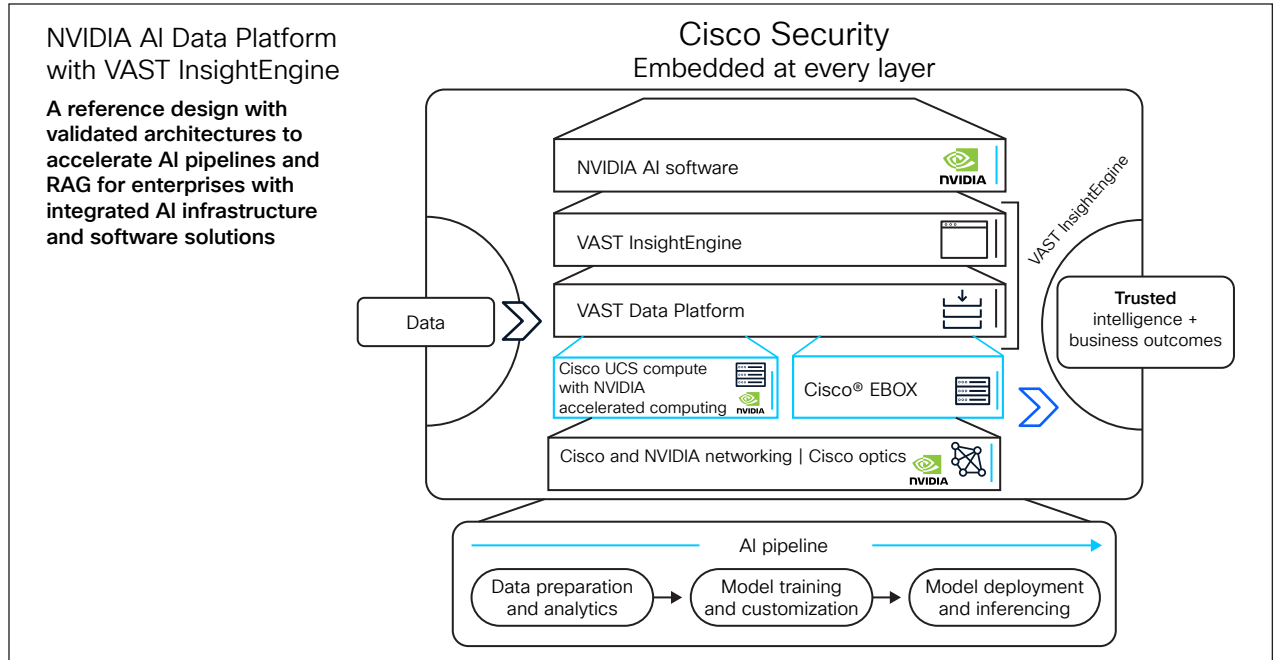 NVIDIA AI Data Platform
with VAST InsightEngine
A reference design with
validated architectures to
accelerate AI pipelines and
RAG for enterprises with
integrated AI infrastructure
and software solutions
Cisco Security
Embedded at every layer
NVIDIA AI software
NVIDIA
VAST InsightEngine
VAST Data Platform
VAST InsightEngine
Data
Trusted
intelligence +
business outcomes
Cisco UCS compute
with NVIDIA
accelerated computing
NVIDIA
Cisco® EBOX
Cisco and NVIDIA networking | Cisco optics
NVIDIA
AI pipeline
Data preparation
and analytics
Model training
and customization
Model deployment
and inferencing